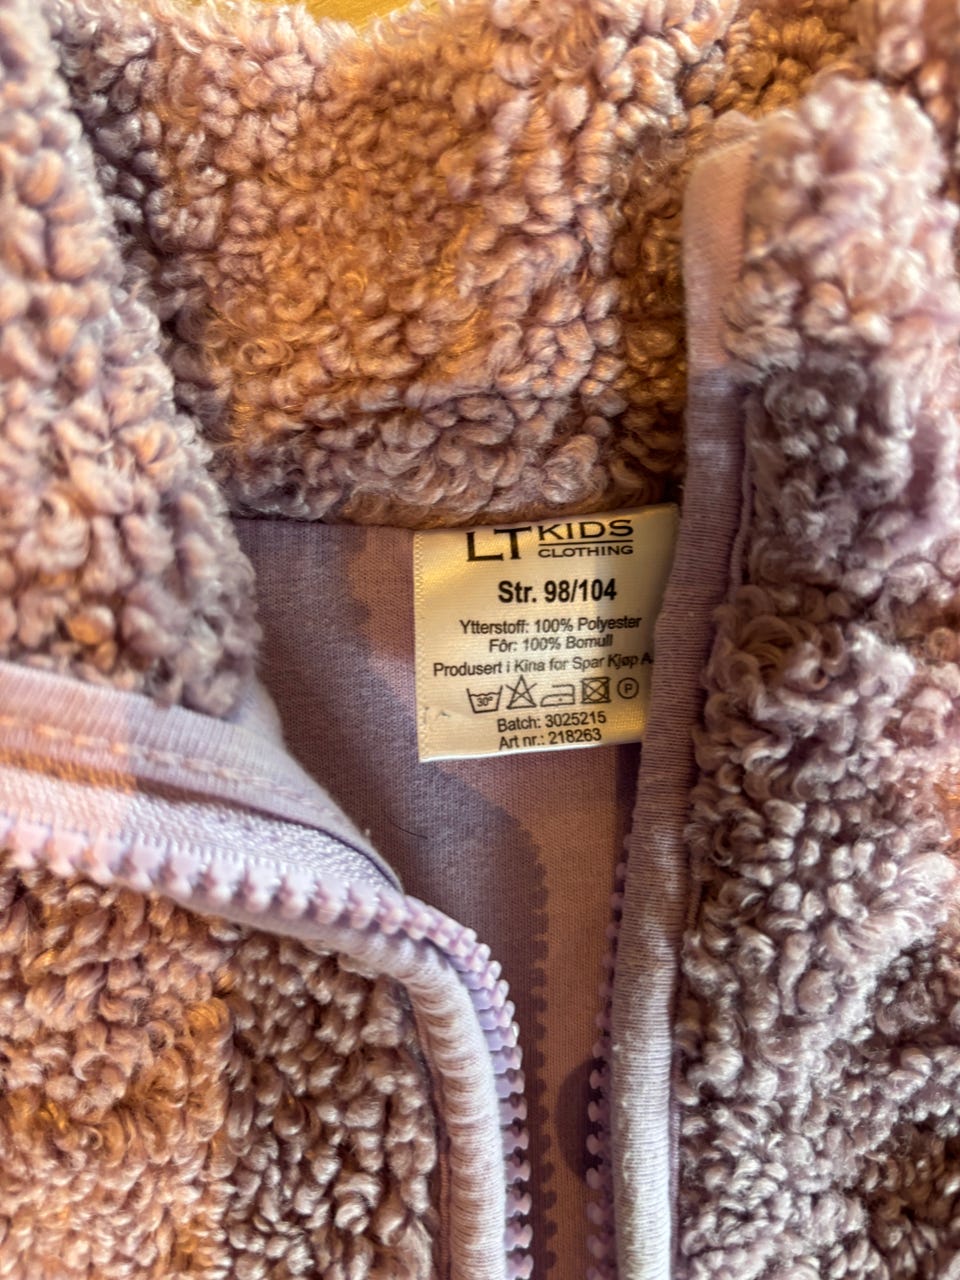 LT KIDS
CLOTHING
Str. 98/104
Ytterstoff: 100% Polyester
Fôr: 100% Bomull
Produsert i Kina for Spar Kjøp A
30°
P
Batch: 3025215
Art nr.: 218263